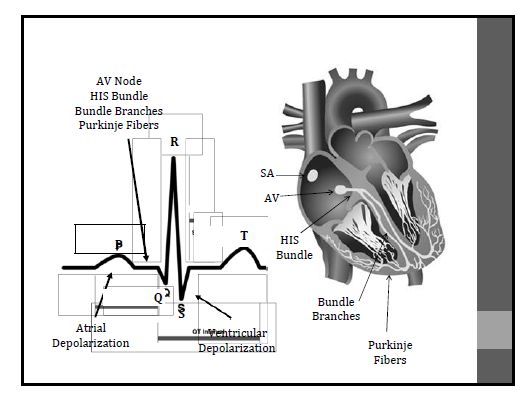 AV Node
HIS Bundle
Bundle Branches
Purkinje Fibers
R
SA
AV
P
T
HIS
Bundle
Q
S
Bundle
Branches
Atrial
Depolarization
Ventricular
Depolarization
Purkinje
Fibers